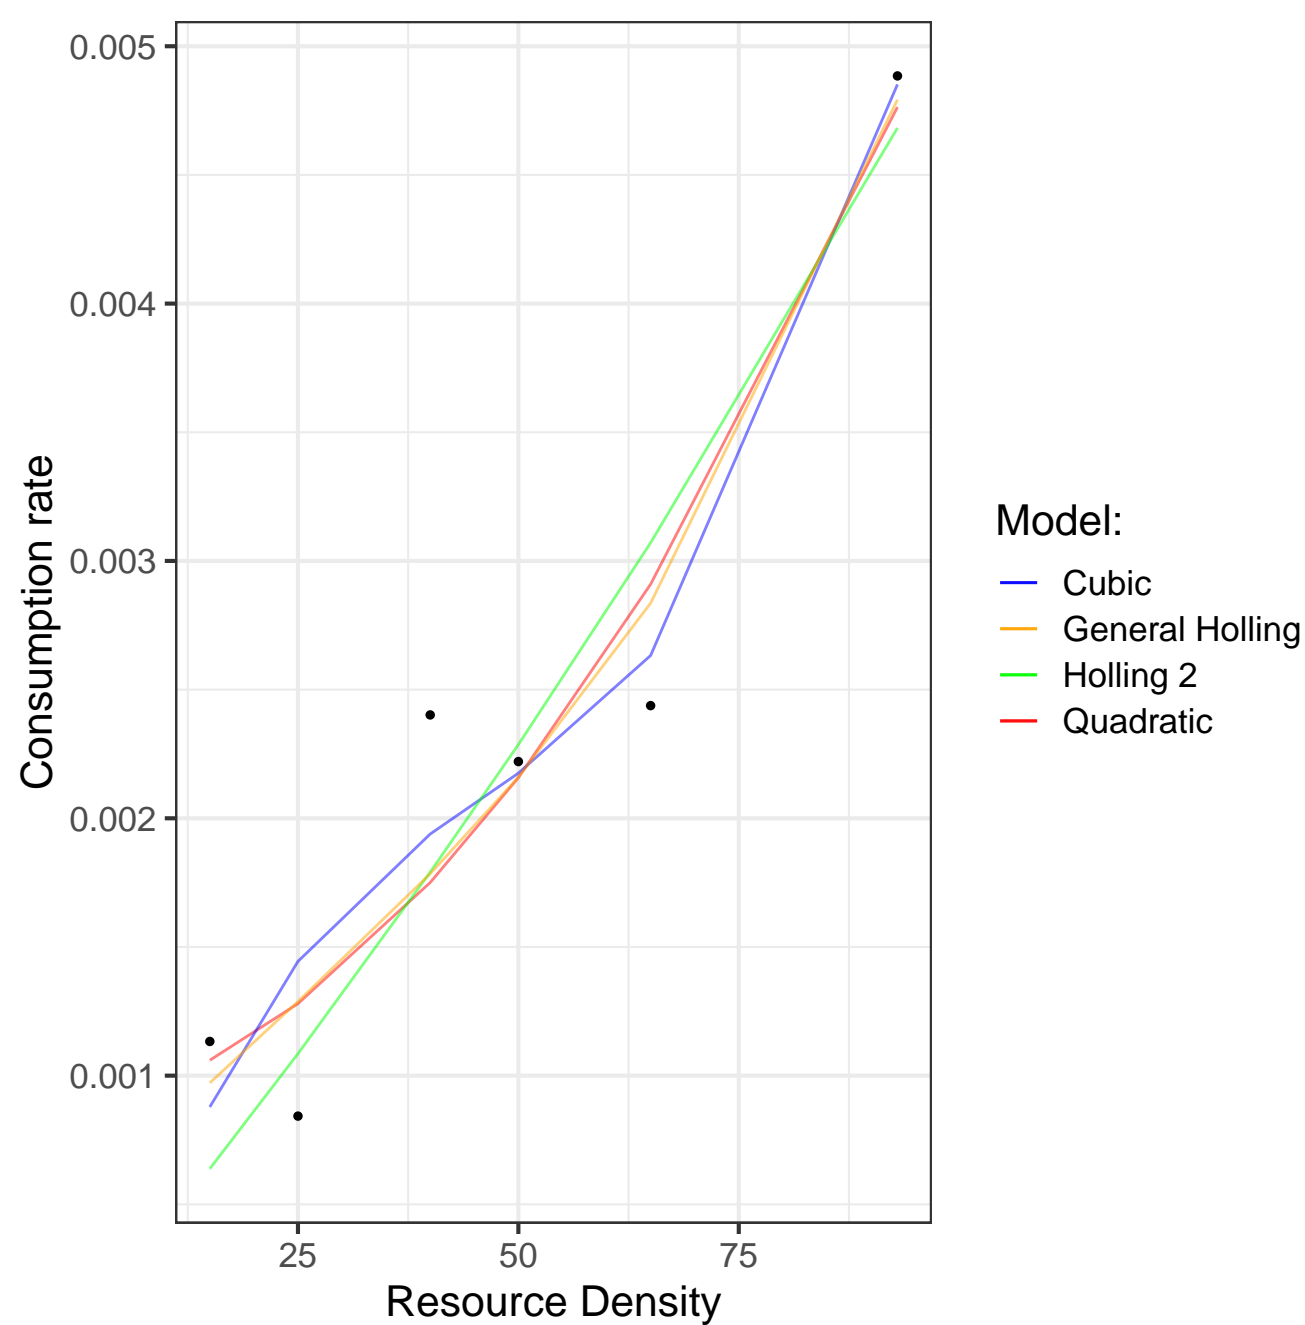 0.005
0.004
0.003
0.002
0.001
Consumption rate
25 50 75
Resource Density
Model:
Cubic
General Holling
Holling 2
Quadratic